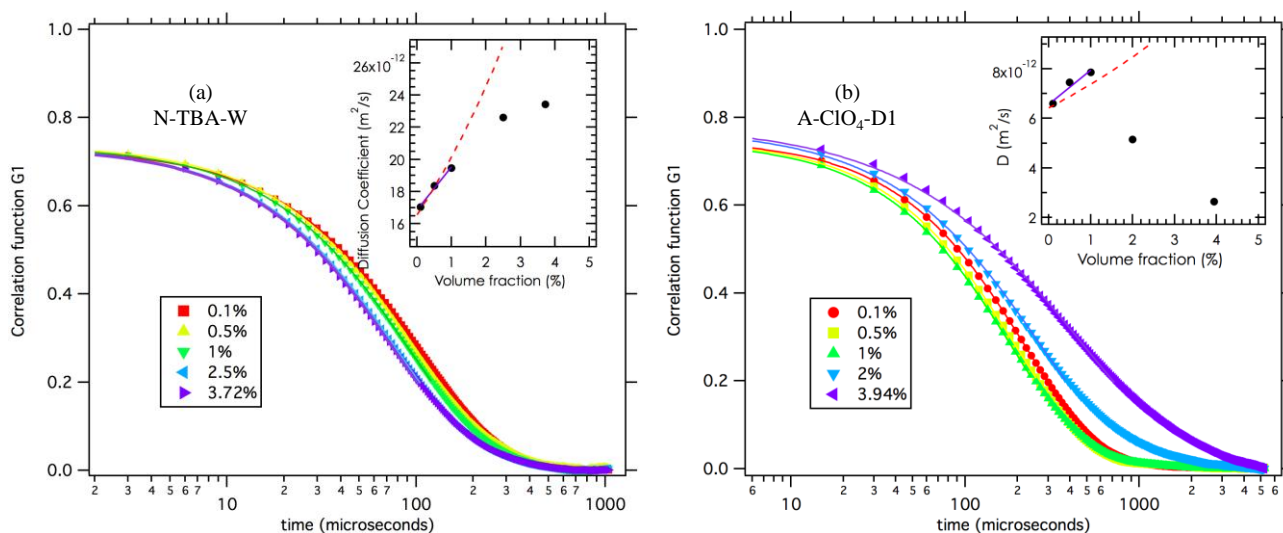 (a)
N-TBA-W
Correlation function G1
1.0
0.8
0.6
0.4
0.2
0.0
2 3 4 5 6 7 10 2 3 4 5 6 7 100 2 3 4 5 6 7 1000
time (microseconds)
0.1%
0.5%
1%
2.5%
3.72%
Diffusion Coefficient (m²/s)
26x10⁻¹²
24
22
20
18
16
0 1 2 3 4 5
Volume fraction (%)
(b)
A-ClO₄-D1
Correlation function G1
1.0
0.8
0.6
0.4
0.2
0.0
6 8 10 2 3 4 5 6 8 100 2 3 4 5 6 8 1000 2 3 4 5 6
time (microseconds)
0.1%
0.5%
1%
2%
3.94%
D (m²/s)
8x10⁻¹²
6
4
2
0 1 2 3 4 5
Volume fraction (%)